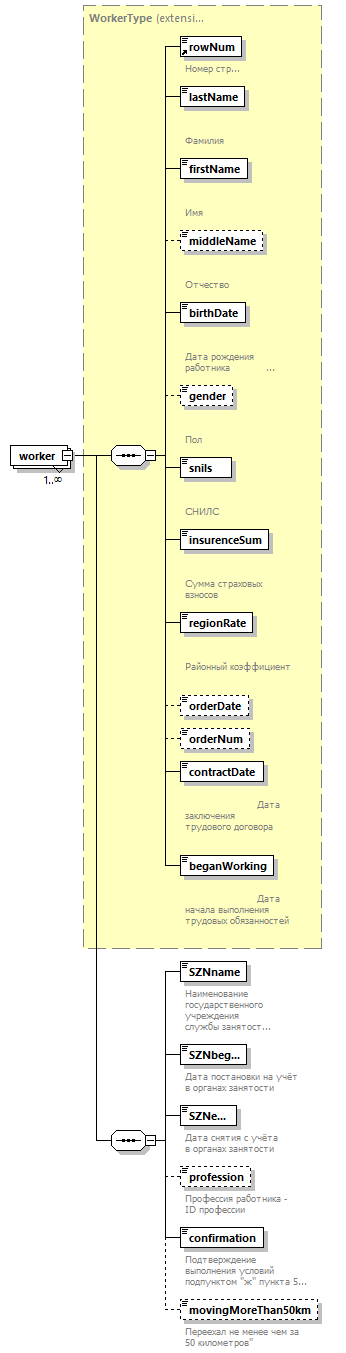 WorkerType (extensi...
rowNum
Номер стр...
lastName
Фамилия
firstName
Имя
middleName
Отчество
birthDate
Дата рождения
работника ...
gender
Пол
worker
1..∞
snils
СНИЛС
insurenceSum
Сумма страховых
взносов
regionRate
Районный коэффициент
orderDate
orderNum
contractDate
Дата
заключения
трудового договора
beganWorking
Дата
начала выполнения
трудовых обязанностей
SZNname
Наименование
государственного
учреждения
службы занятост...
SZNbeg...
Дата постановки на учёт
в органах занятости
SZNe...
Дата снятия с учёта
в органах занятости
profession
Профессия работника -
ID профессии
confirmation
Подтверждение
выполнения условий
подпунктом "ж" пункта 5...
movingMoreThan50km
Переехал не менее чем за
50 километров"